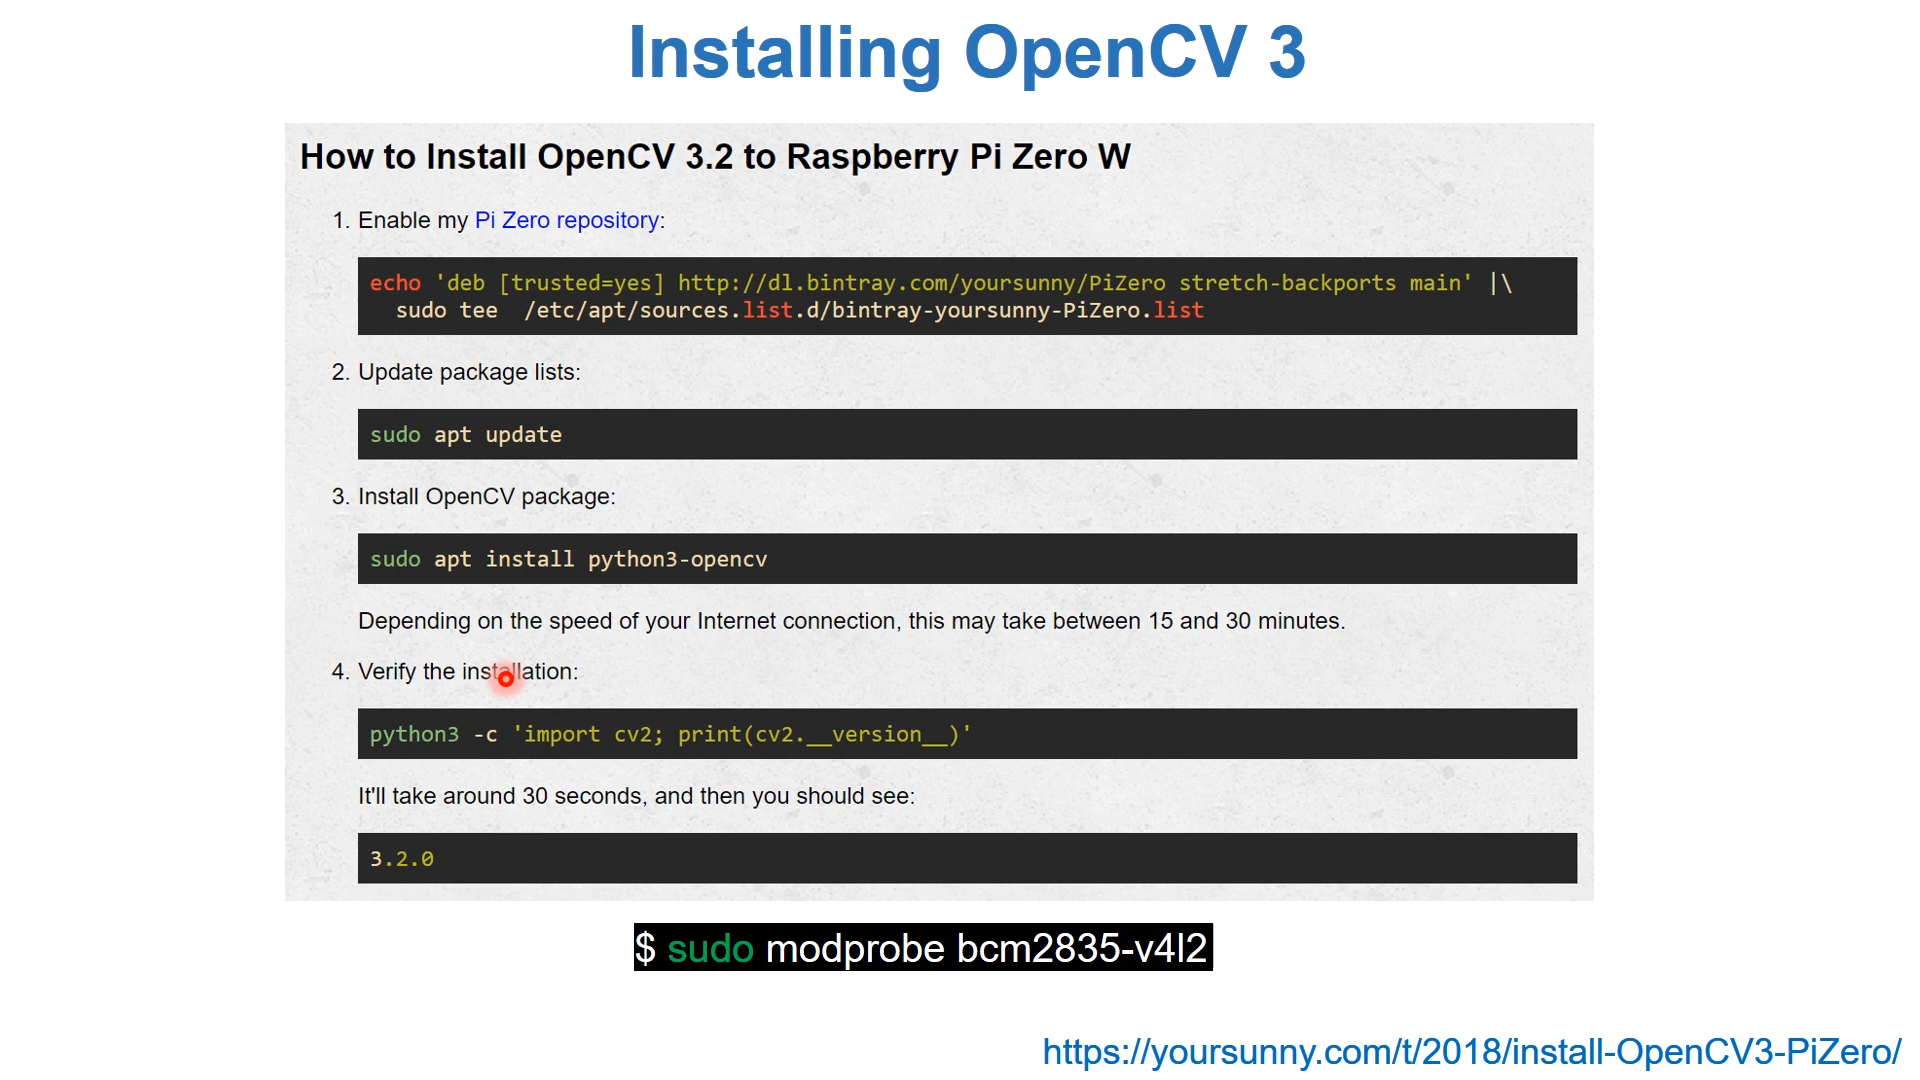 Installing OpenCV 3
How to Install OpenCV 3.2 to Raspberry Pi Zero W
1. Enable my Pi Zero repository:
echo 'deb [trusted=yes] http://dl.bintray.com/yoursunny/PiZero stretch-backports main' |\
  sudo tee  /etc/apt/sources.list.d/bintray-yoursunny-PiZero.list
2. Update package lists:
sudo apt update
3. Install OpenCV package:
sudo apt install python3-opencv
Depending on the speed of your Internet connection, this may take between 15 and 30 minutes.
4. Verify the installation:
python3 -c 'import cv2; print(cv2.__version__)'
It'll take around 30 seconds, and then you should see:
3.2.0
$ sudo modprobe bcm2835-v4l2
https://yoursunny.com/t/2018/install-OpenCV3-PiZero/